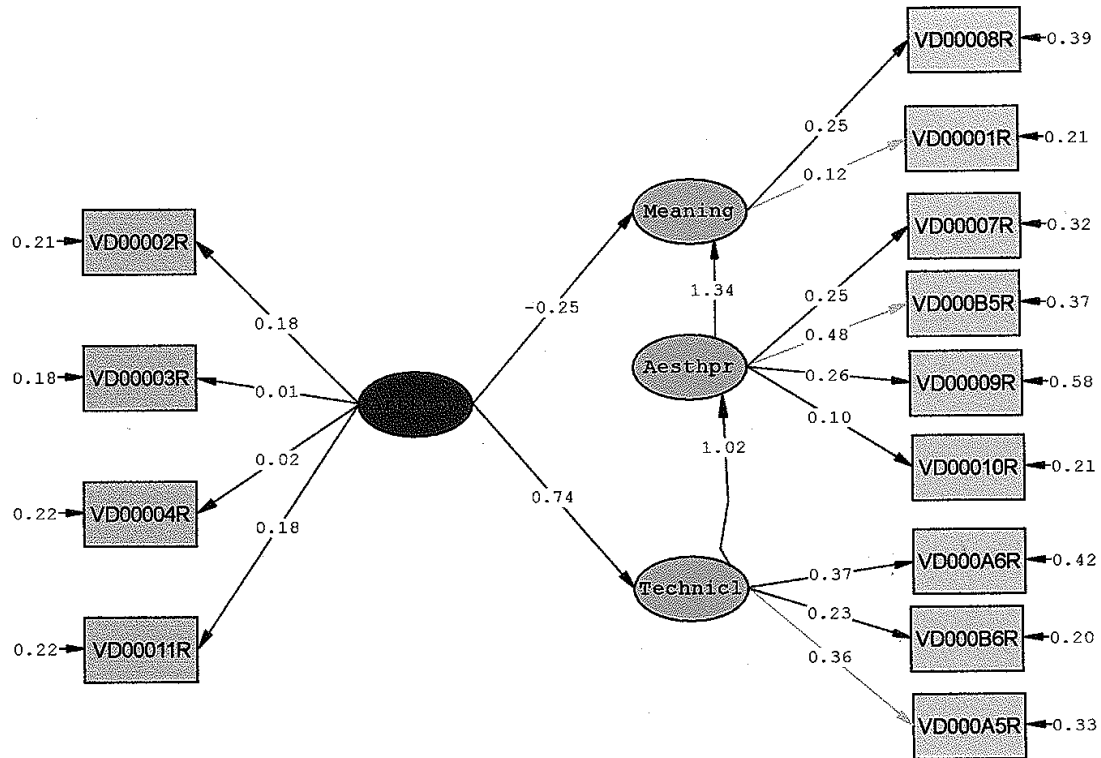 VD00008R
0.39
0.25
VD00001R
0.21
0.12
Meaning
VD00002R
0.21
VD00007R
0.32
0.18
-0.25
1.34
0.25
VD000B5R
0.37
0.48
VD00003R
0.18
0.01
Aesthpr
0.26
VD00009R
0.58
0.10
0.02
1.02
VD00010R
0.21
0.74
VD00004R
0.22
0.18
VD000A6R
0.42
Technicl
0.37
0.23
VD00011R
0.22
VD000B6R
0.20
0.36
VD000A5R
0.33